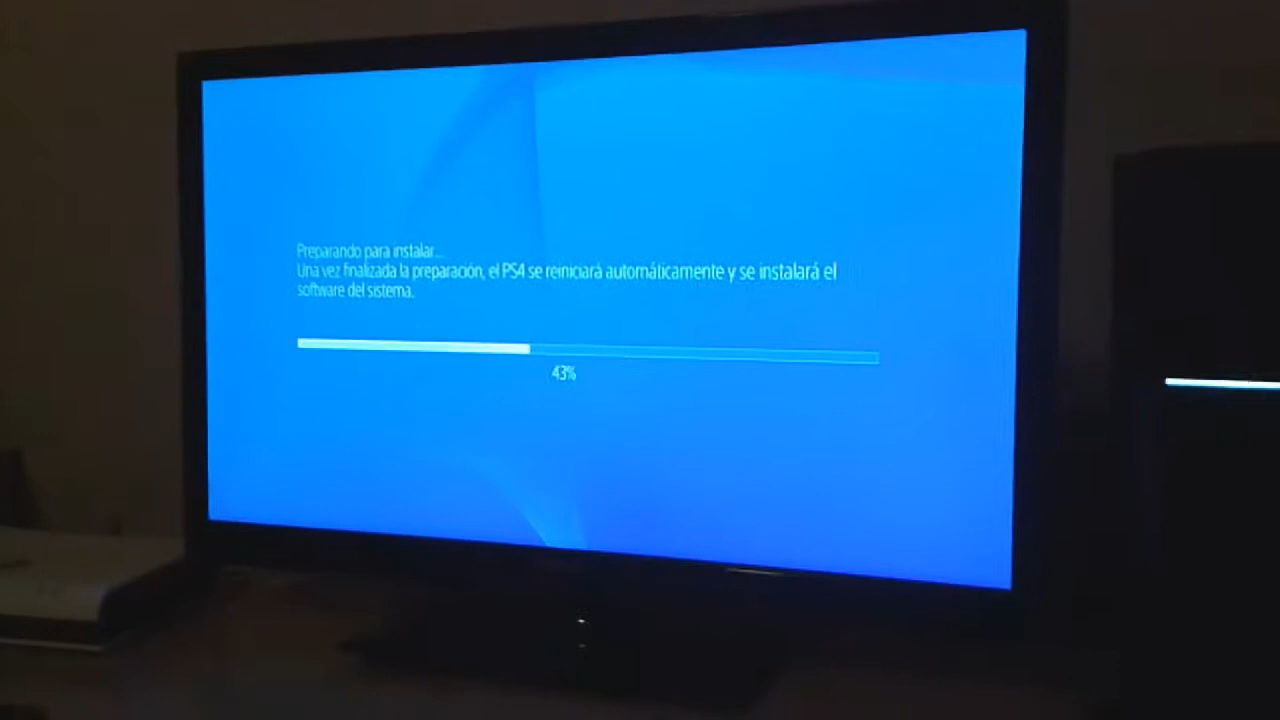 Preparando para instalar...
Una vez finalizada la preparación, el PS4 se reiniciará automáticamente y se instalará el
software del sistema.
43%